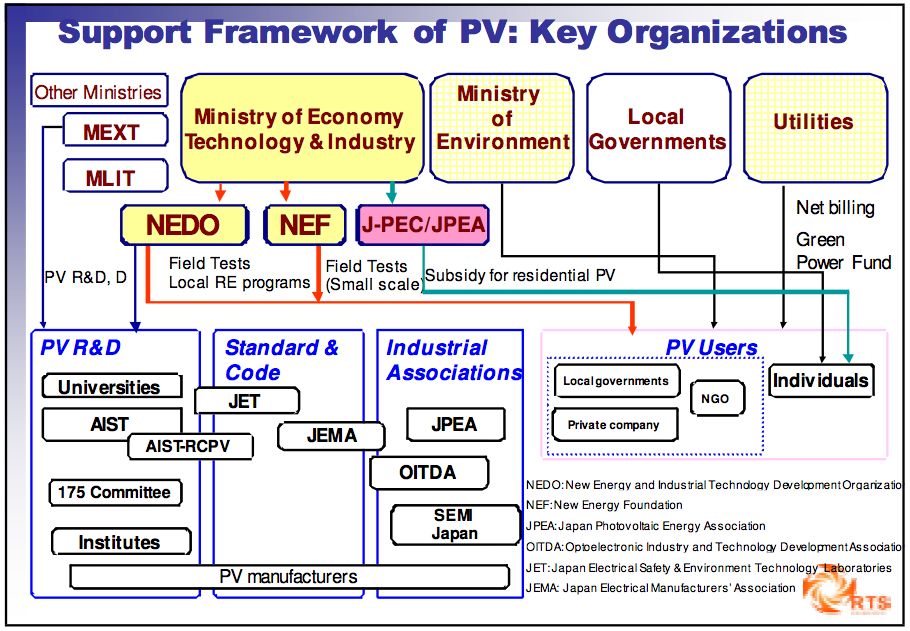 Support Framework of PV: Key Organizations
Other Ministries
MEXT
MLIT
Ministry of Economy
Technology & Industry
Ministry
of
Environment
Local
Governments
Utilities
NEDO
NEF
J-PEC/JPEA
Net billing
Green
Power Fund
PV R&D, D
Field Tests
Local RE programs
Field Tests
(Small scale)
Subsidy for residential PV
PV R&D
Universities
AIST
AIST-RCPV
175 Committee
Institutes
Standard &
Code
JET
JEMA
Industrial
Associations
JPEA
OITDA
SEMI
Japan
PV manufacturers
PV Users
Local governments
Private company
NGO
Individuals
NEDO: New Energy and Industrial Technology Development Organizatio
NEF: New Energy Foundation
JPEA: Japan Photovoltaic Energy Association
OITDA: Optoelectronic Industry and Technology Development Associatio
JET: Japan Electrical Safety & Environment Technology Laboratories
JEMA: Japan Electrical Manufacturers' Association
RTS